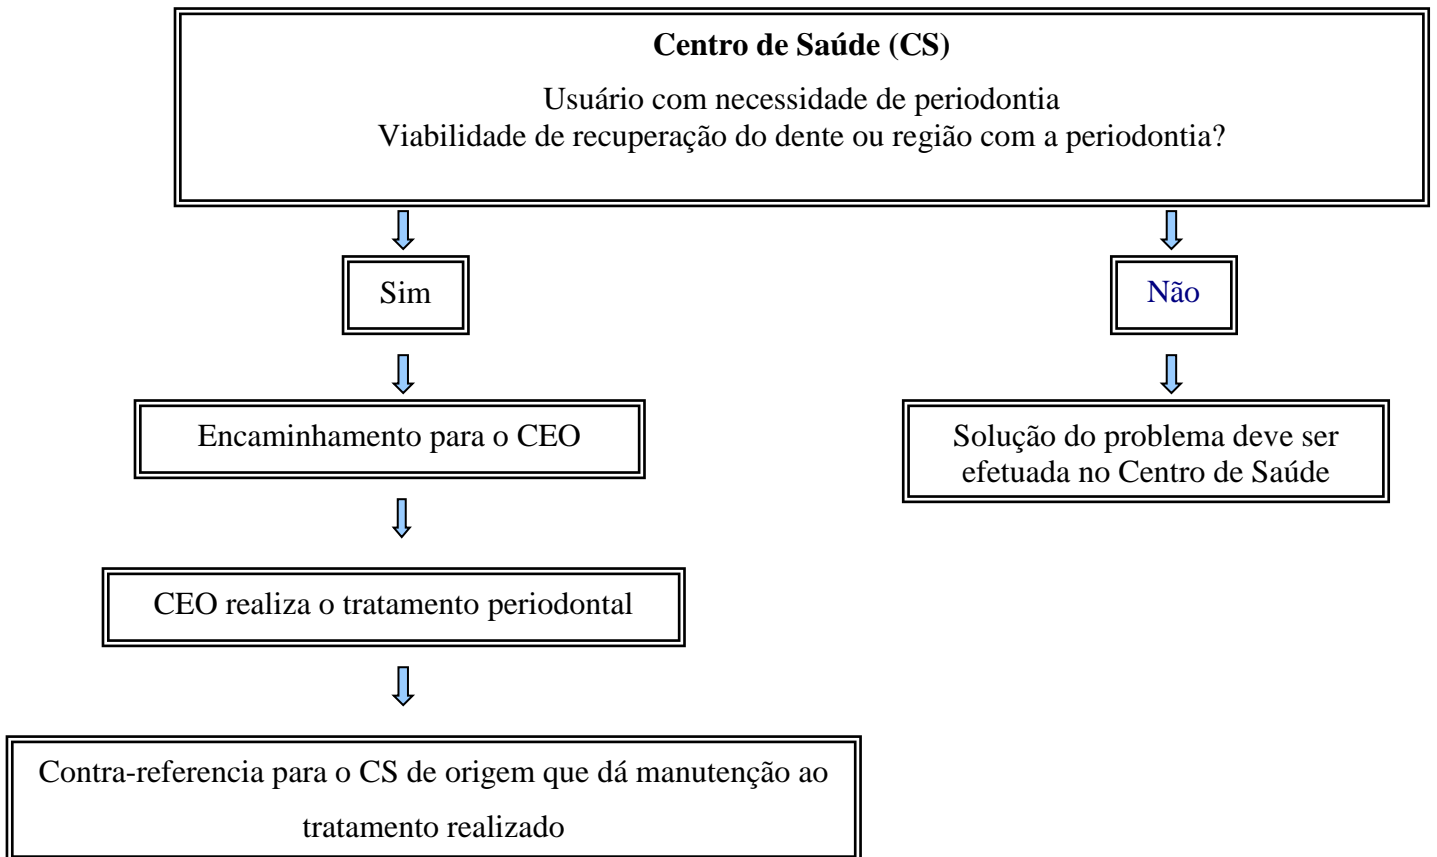 Centro de Saúde (CS)
Usuário com necessidade de periodontia
Viabilidade de recuperação do dente ou região com a periodontia?
Sim
Não
Encaminhamento para o CEO
Solução do problema deve ser
efetuada no Centro de Saúde
CEO realiza o tratamento periodontal
Contra-referencia para o CS de origem que dá manutenção ao
tratamento realizado